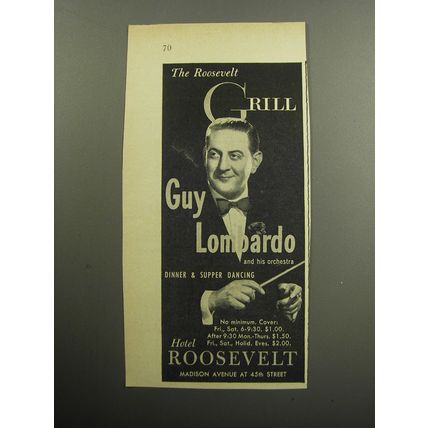 70
The Roosevelt
GRILL
Guy
Lombardo
and his orchestra
DINNER & SUPPER DANCING
No minimum. Cover:
Fri., Sat. 6-9:30, $1.00.
After 9:30 Mon.-Thurs. $1.50.
Fri., Sat., Holid. Eves. $2.00.
Hotel
ROOSEVELT
MADISON AVENUE AT 45th STREET